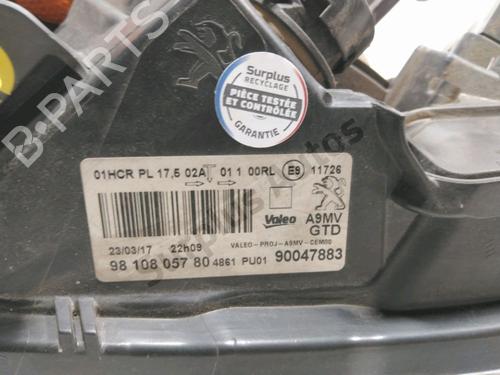 B-PARTS
Surplus
RECYCLAGE
PIÈCE TESTÉE
ET CONTRÔLÉE
GARANTIE
01HCR PL 17,5 02A 01 1 00RL E9 11726
Valeo A9MV
GTD
23/03/17 22h09 VALEO-PROJ-A9MV-CEM00
98 108 057 80 4861 PU01 90047883